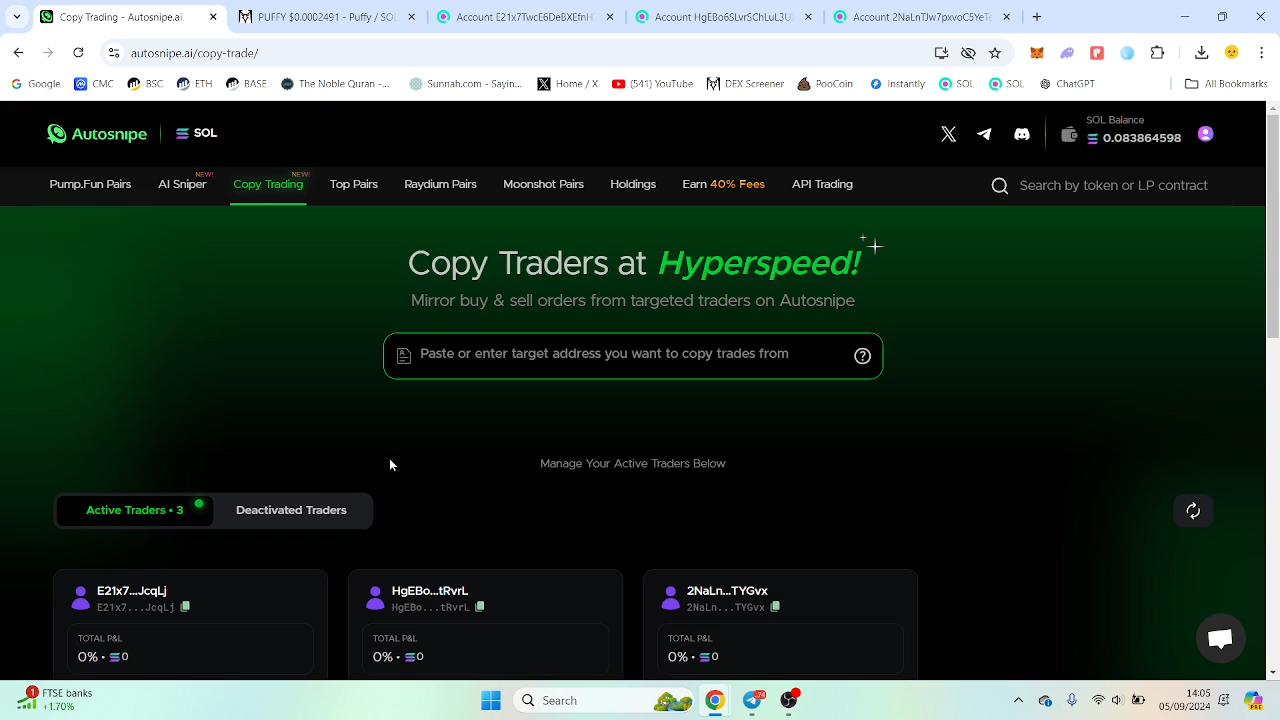 Copy Trading
PUFFY $0.0002491 - Puffy SOL
Account E21x7TwcE6DeBXEfnH
Account HgEBoFgChLuL3L1
Account 2NaLnTJw7pxvoC5YeT
autosnipe.ai/copy-trade/
Google
CMC
BSC
ETH
BASE
The Noble Quran -...
Sunnah.com - Sayin...
Home / X
(541) YouTube
DEX Screener
PooCoin
Instantly
SOL
SOL
ChatGPT
All Bookmarks
Autosnipe
SOL
SOL Balance
0.083864598
Pump.Fun Pairs
AI Sniper
NEW!
Copy Trading
NEW!
Top Pairs
Raydium Pairs
Moonshot Pairs
Holdings
Earn 40% Fees
API Trading
Search by token or LP contract
Copy Traders at Hyperspeed!
Mirror buy & sell orders from targeted traders on Autosnipe
Paste or enter target address you want to copy trades from
Manage Your Active Traders Below
Active Traders • 3
Deactivated Traders
E21x7...JcqLj
E21x7...JcqLj
TOTAL P&L
0% • 0
HgEBo...tRvrL
HgEBo...tRvrL
TOTAL P&L
0% • 0
2NaLn...TYGvx
2NaLn...TYGvx
TOTAL P&L
0% • 0
1
FTSE banks
+1.70%
Search
74
14:05
05/09/2024
PRE